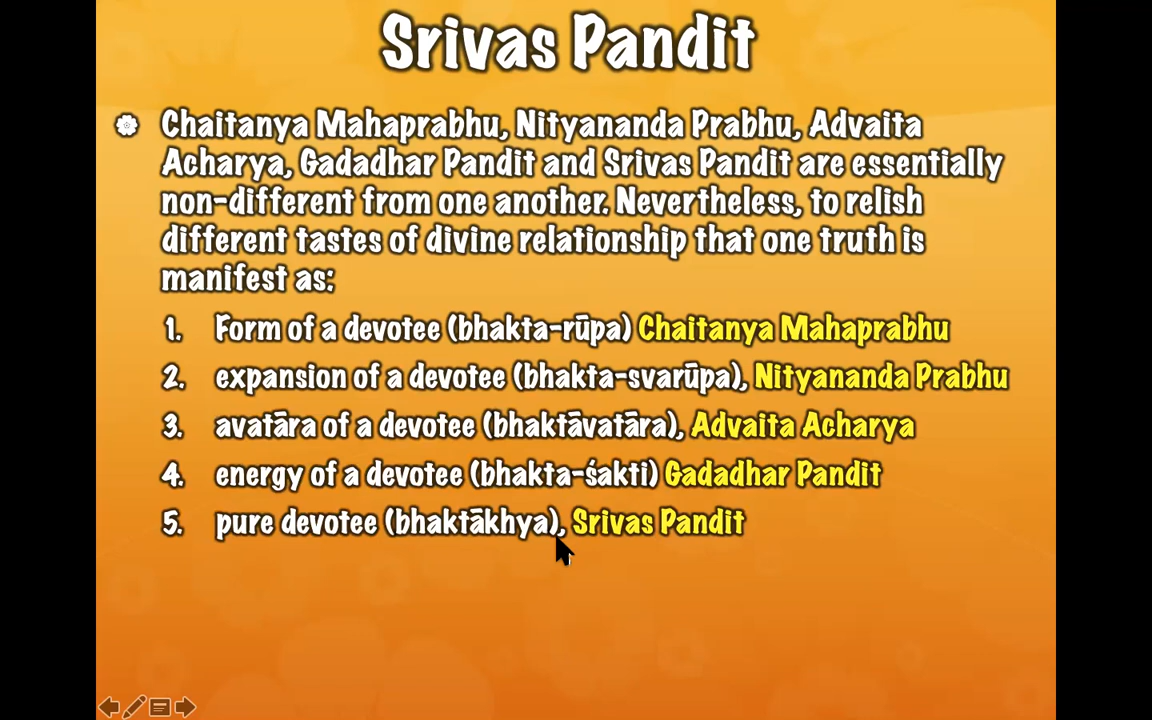 Srivas Pandit
Chaitanya Mahaprabhu, Nityananda Prabhu, Advaita
Acharya, Gadadhar Pandit and Srivas Pandit are essentially
non-different from one another. Nevertheless, to relish
different tastes of divine relationship that one truth is
manifest as:
1. Form of a devotee (bhakta-rūpa) Chaitanya Mahaprabhu
2. expansion of a devotee (bhakta-svarūpa), Nityananda Prabhu
3. avatāra of a devotee (bhaktāvatāra), Advaita Acharya
4. energy of a devotee (bhakta-śakti) Gadadhar Pandit
5. pure devotee (bhaktākhya), Srivas Pandit